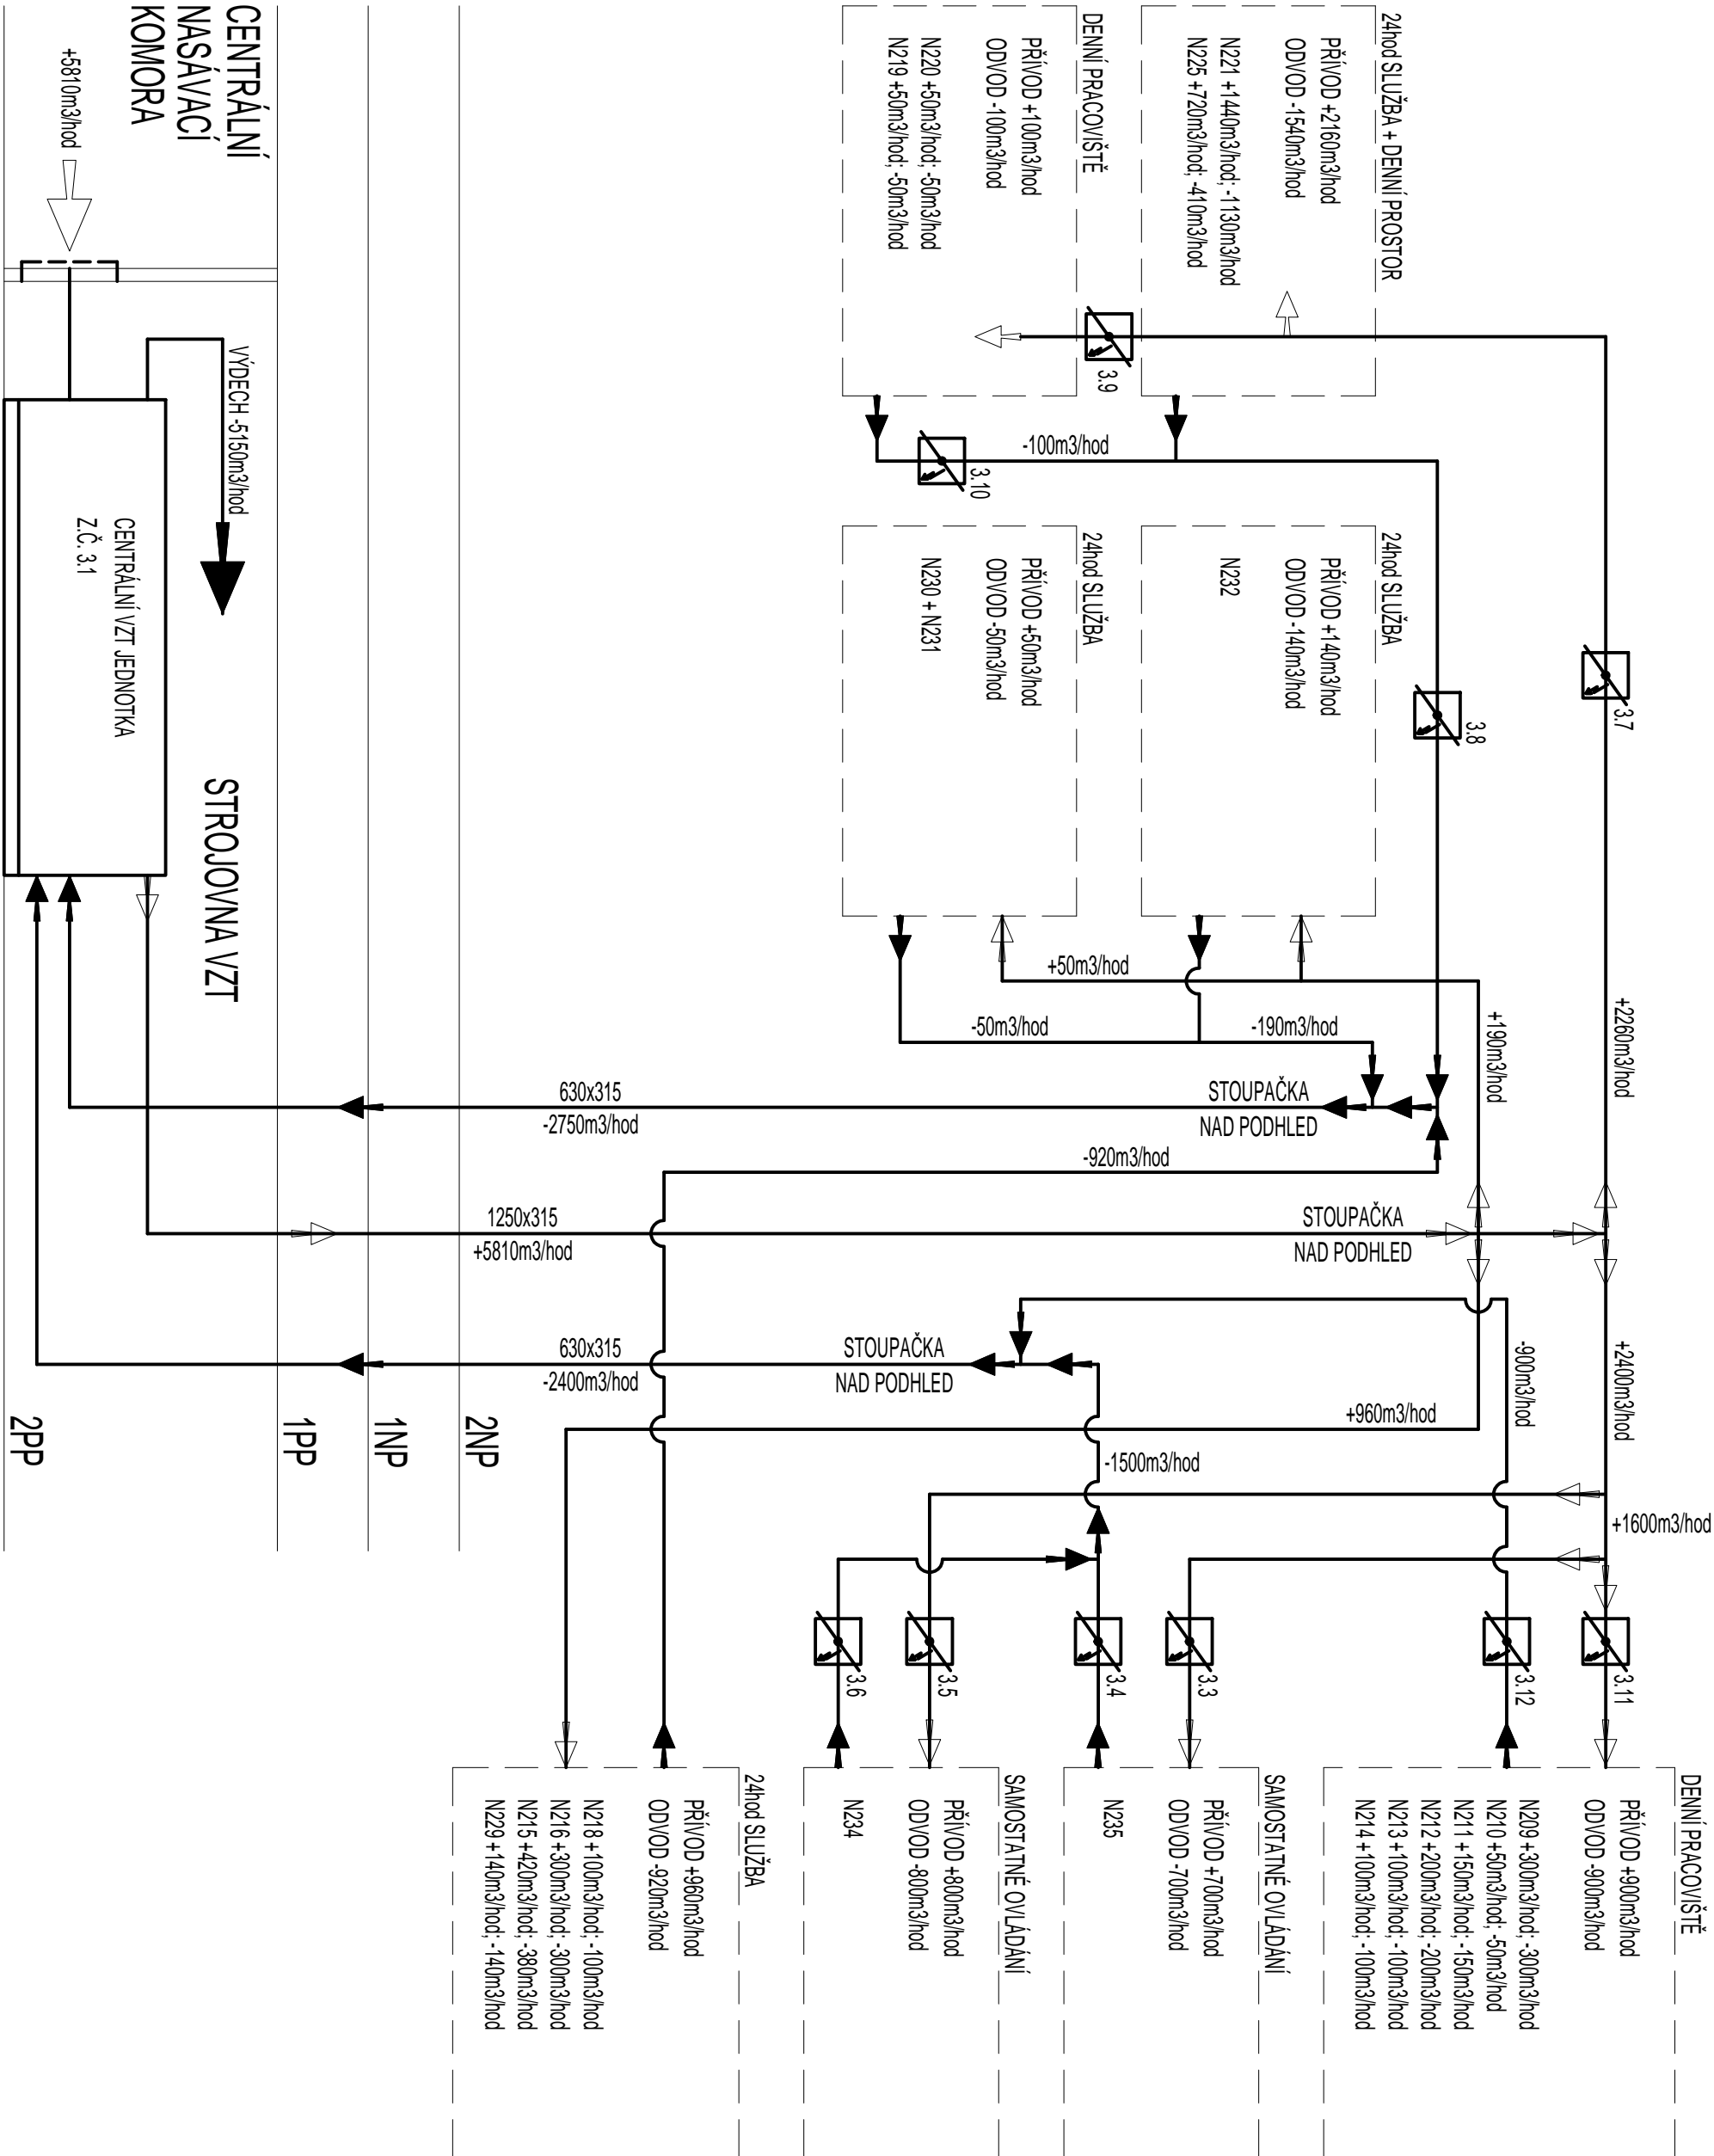 24hod SLUŽBA + DENNÍ PROSTOR
PŘÍVOD +2160m3/hod
ODVOD -1540m3/hod
N221 +1440m3/hod; -1130m3/hod
N225 +720m3/hod; -410m3/hod
DENNÍ PRACOVIŠTĚ
PŘÍVOD +100m3/hod
ODVOD -100m3/hod
N220 +50m3/hod; -50m3/hod
N219 +50m3/hod; -50m3/hod
3.9
3.10
-100m3/hod
24hod SLUŽBA
PŘÍVOD +140m3/hod
ODVOD -140m3/hod
N232
24hod SLUŽBA
PŘÍVOD +50m3/hod
ODVOD -50m3/hod
N230 + N231
3.7
3.8
+2260m3/hod
+190m3/hod
+50m3/hod
-50m3/hod
-190m3/hod
STOUPAČKA
NAD PODHLED
630x315
-2750m3/hod
-920m3/hod
STOUPAČKA
NAD PODHLED
1250x315
+5810m3/hod
STOUPAČKA
NAD PODHLED
630x315
-2400m3/hod
+2400m3/hod
-900m3/hod
+960m3/hod
-1500m3/hod
+1600m3/hod
3.11
3.12
3.3
3.4
3.5
3.6
DENNÍ PRACOVIŠTĚ
PŘÍVOD +900m3/hod
ODVOD -900m3/hod
N209 +300m3/hod; -300m3/hod
N210 +50m3/hod; -50m3/hod
N211 +150m3/hod; -150m3/hod
N212 +200m3/hod; -200m3/hod
N213 +100m3/hod; -100m3/hod
N214 +100m3/hod; -100m3/hod
SAMOSTATNÉ OVLÁDÁNÍ
PŘÍVOD +700m3/hod
ODVOD -700m3/hod
N235
SAMOSTATNÉ OVLÁDÁNÍ
PŘÍVOD +800m3/hod
ODVOD -800m3/hod
N234
24hod SLUŽBA
PŘÍVOD +960m3/hod
ODVOD -920m3/hod
N218 +100m3/hod; -100m3/hod
N216 +300m3/hod; -300m3/hod
N215 +420m3/hod; -380m3/hod
N229 +140m3/hod; -140m3/hod
2NP
1NP
1PP
2PP
CENTRÁLNÍ
NASÁVACÍ
KOMORA
+5810m3/hod
VÝDECH -5150m3/hod
STROJOVNA VZT
CENTRÁLNÍ VZT JEDNOTKA
Z.Č. 3.1